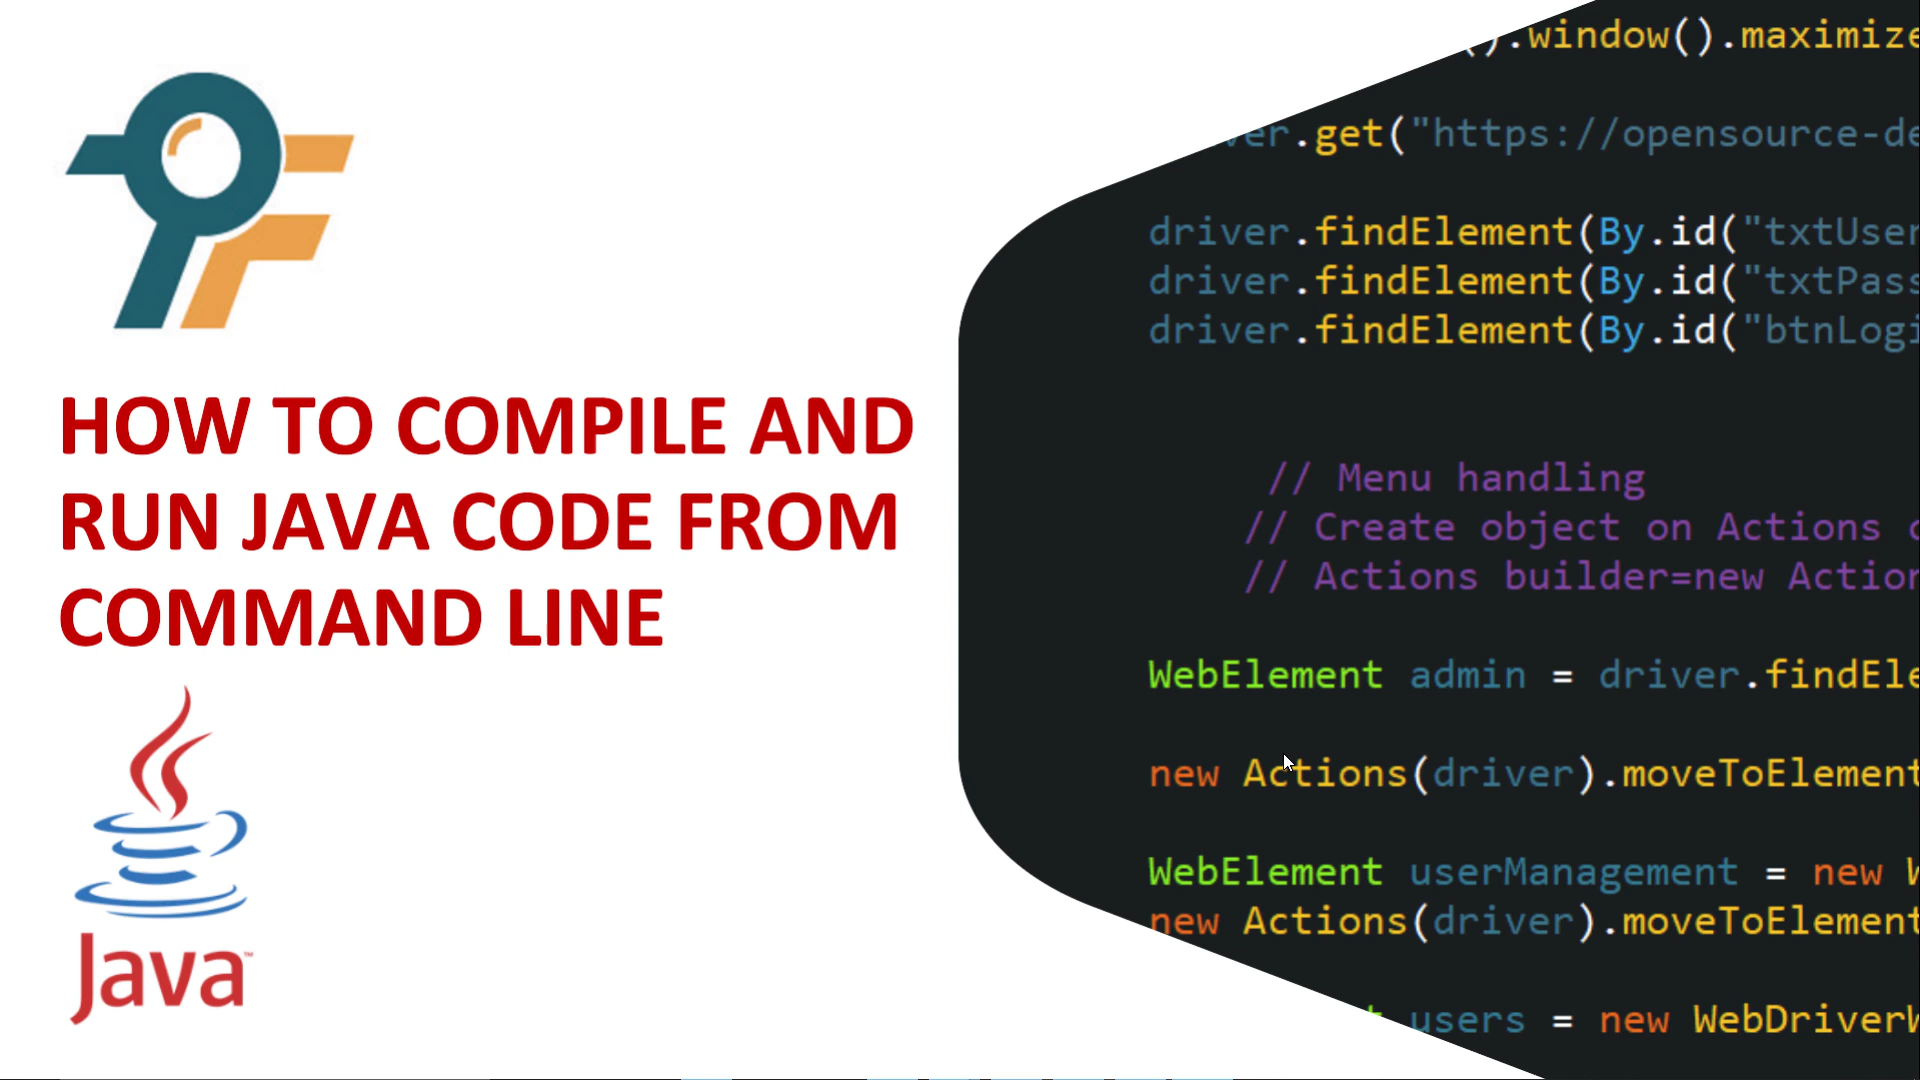 HOW TO COMPILE AND
RUN JAVA CODE FROM
COMMAND LINE
Java™
().window().maximize
.get("https://opensource-de
driver.findElement(By.id("txtUser
driver.findElement(By.id("txtPass
driver.findElement(By.id("btnLogi
// Menu handling
// Create object on Actions
// Actions builder=new Action
WebElement admin = driver.findEle
new Actions(driver).moveToElement
WebElement userManagement = new W
new Actions(driver).moveToElement
users = new WebDriverW